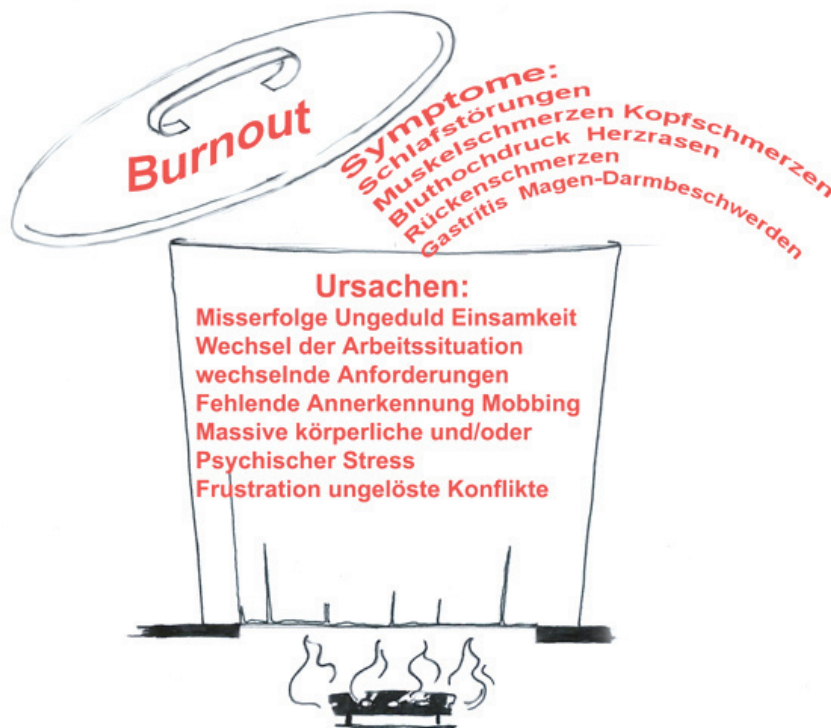 Burnout
Symptome:
Schlafstörungen
Muskelschmerzen Kopfschmerzen
Bluthochdruck Herzrasen
Rückenschmerzen
Gastritis Magen-Darmbeschwerden
Ursachen:
Misserfolge Ungeduld Einsamkeit
Wechsel der Arbeitssituation
wechselnde Anforderungen
Fehlende Annerkennung Mobbing
Massive körperliche und/oder
Psychischer Stress
Frustration ungelöste Konflikte